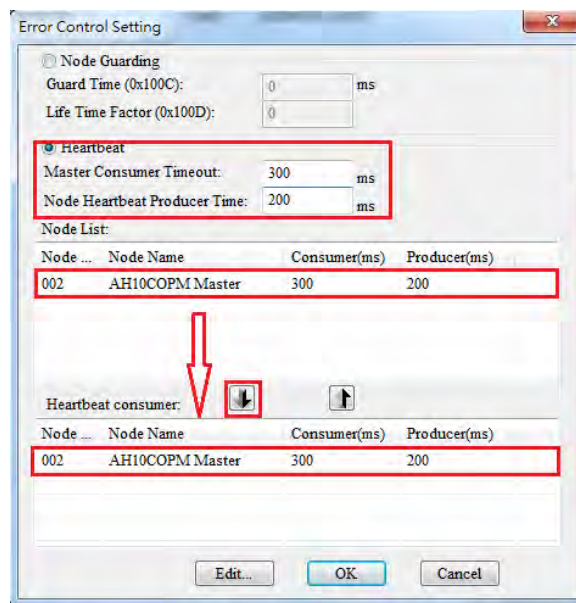 Error Control Setting
Node Guarding
Guard Time (0x100C): 0 ms
Life Time Factor (0x100D): 0
Heartbeat
Master Consumer Timeout: 300 ms
Node Heartbeat Producer Time: 200 ms
Node List:
Node ... Node Name Consumer(ms) Producer(ms)
002 AH10COPM Master 300 200
Heartbeat consumer:
Node ... Node Name Consumer(ms) Producer(ms)
002 AH10COPM Master 300 200
Edit... OK Cancel